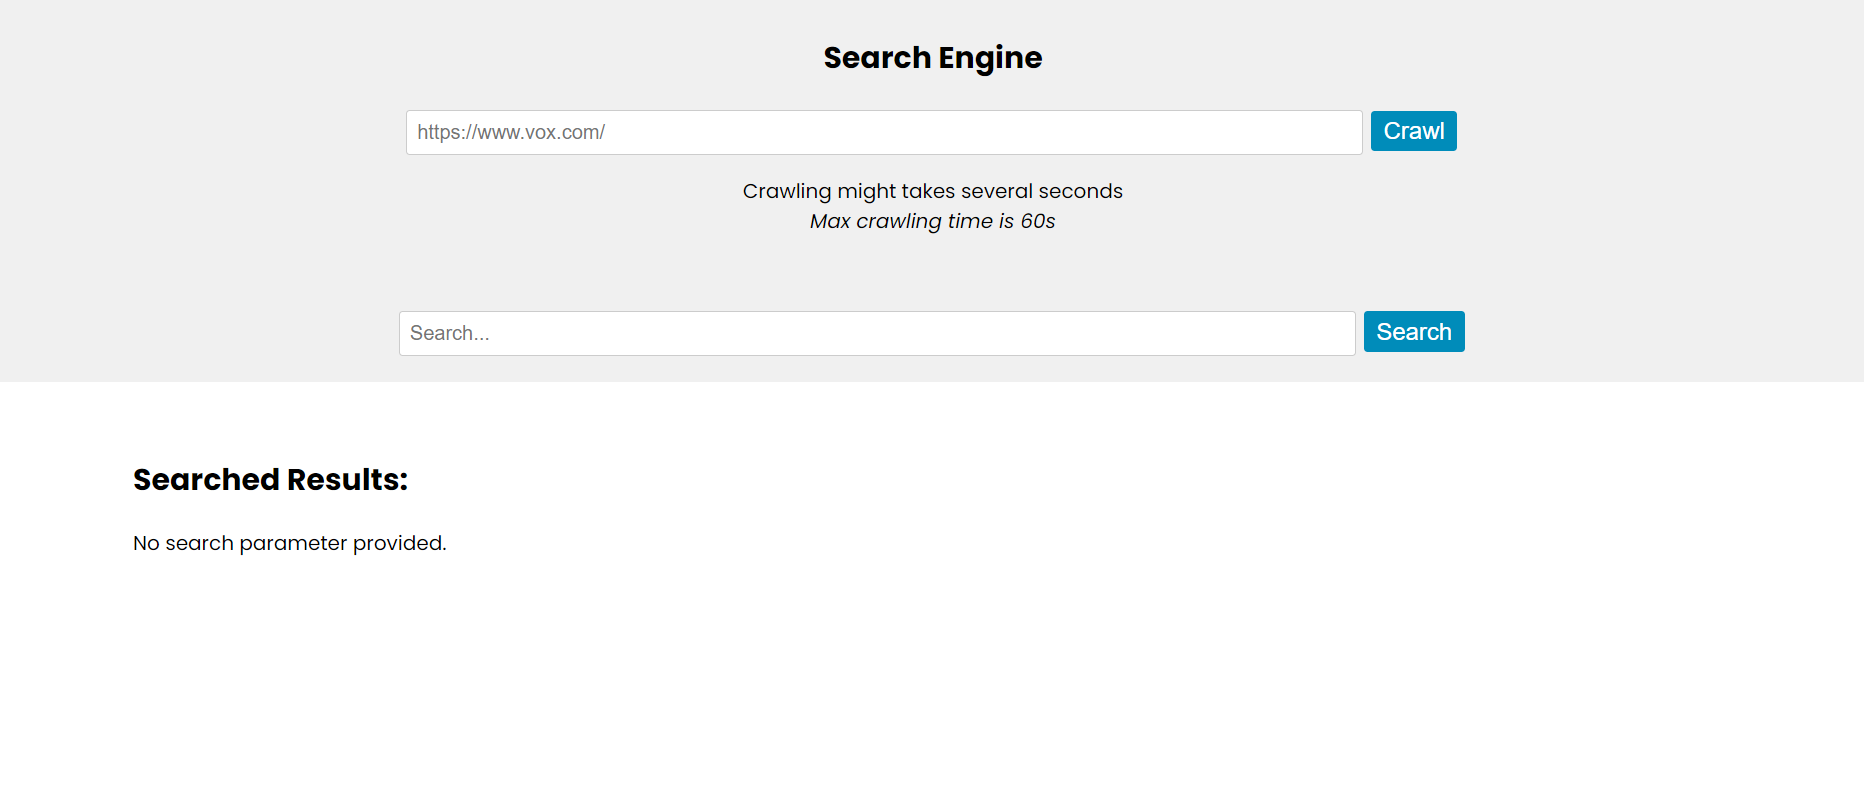 Search Engine
https://www.vox.com/ Crawl
Crawling might takes several seconds
Max crawling time is 60s
Search... Search
Searched Results:
No search parameter provided.